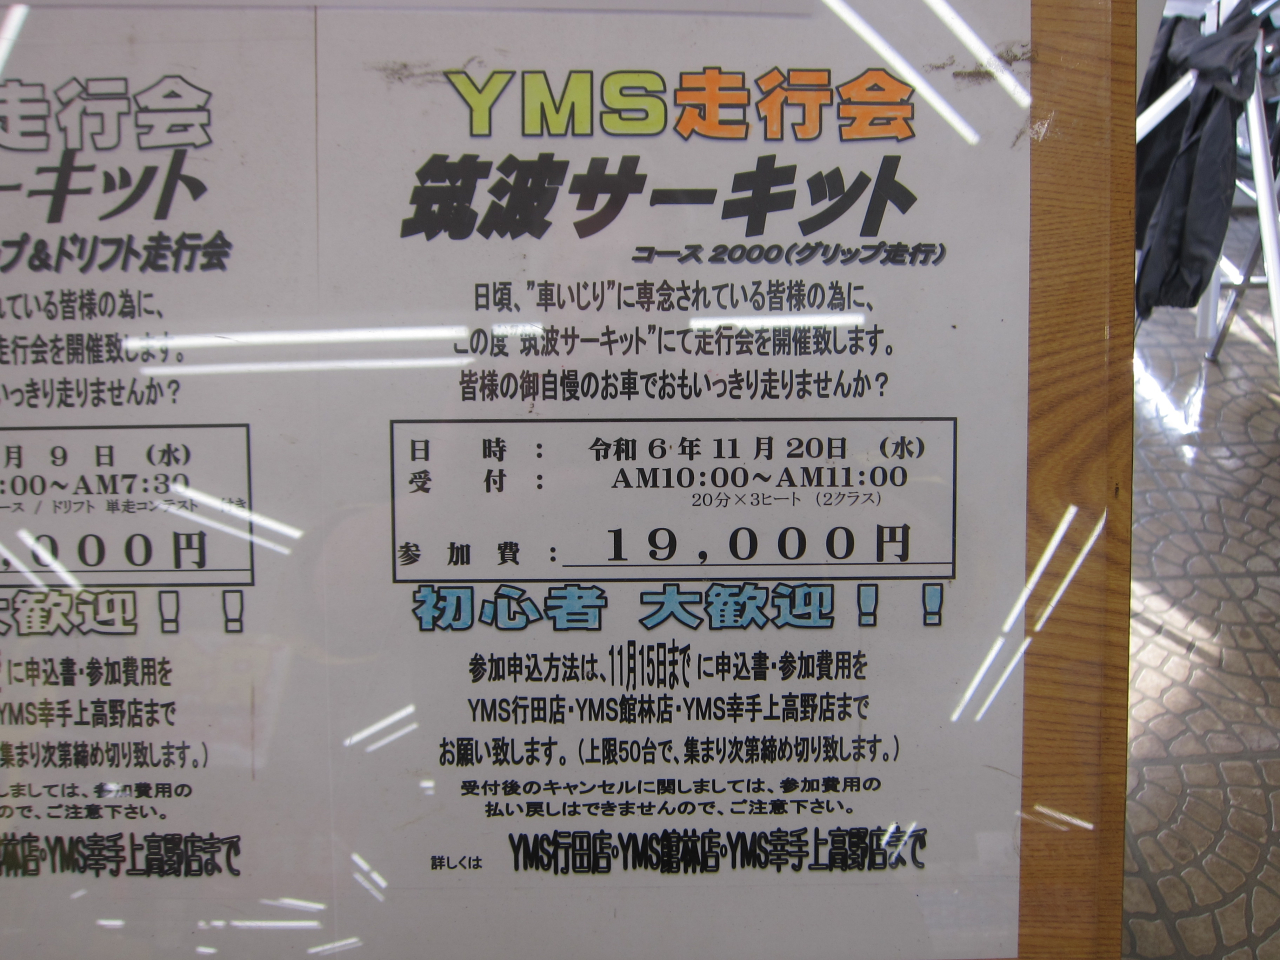 走行会
ーキット
プ&ドリフト走行会
れている皆様の為に、
走行会を開催致します。
いっきり走りませんか?
月 9 日 (水)
:00~AM7:30
ース / ドリフト 単走コンテスト 付き
,000円
大歓迎!!
に申込書・参加費用を
YMS幸手上高野店まで
集まり次第締め切り致します。)
しましては、参加費用の
ので、ご注意下さい。
林店・YMS幸手上高野店まで
YMS走行会
筑波サーキット
コース2000(グリップ走行)
日頃、"車いじり"に専念されている皆様の為に、
この度"筑波サーキット"にて走行会を開催致します。
皆様の御自慢のお車でおもいっきり走りませんか?
日 時 : 令和 6 年 11 月 20日 (水)
受 付 : AM10:00~AM11:00
20分×3ヒート (2クラス)
参 加 費 : 19,000円
初心者 大歓迎!!
参加申込方法は、11月15日まで に申込書・参加費用を
YMS行田店・YMS館林店・YMS幸手上高野店まで
お願い致します。(上限50台で、集まり次第締め切り致します。)
受付後のキャンセルに関しましては、参加費用の
払い戻しはできませんので、ご注意下さい。
詳しくは YMS行田店・YMS館林店・YMS幸手上高野店まで